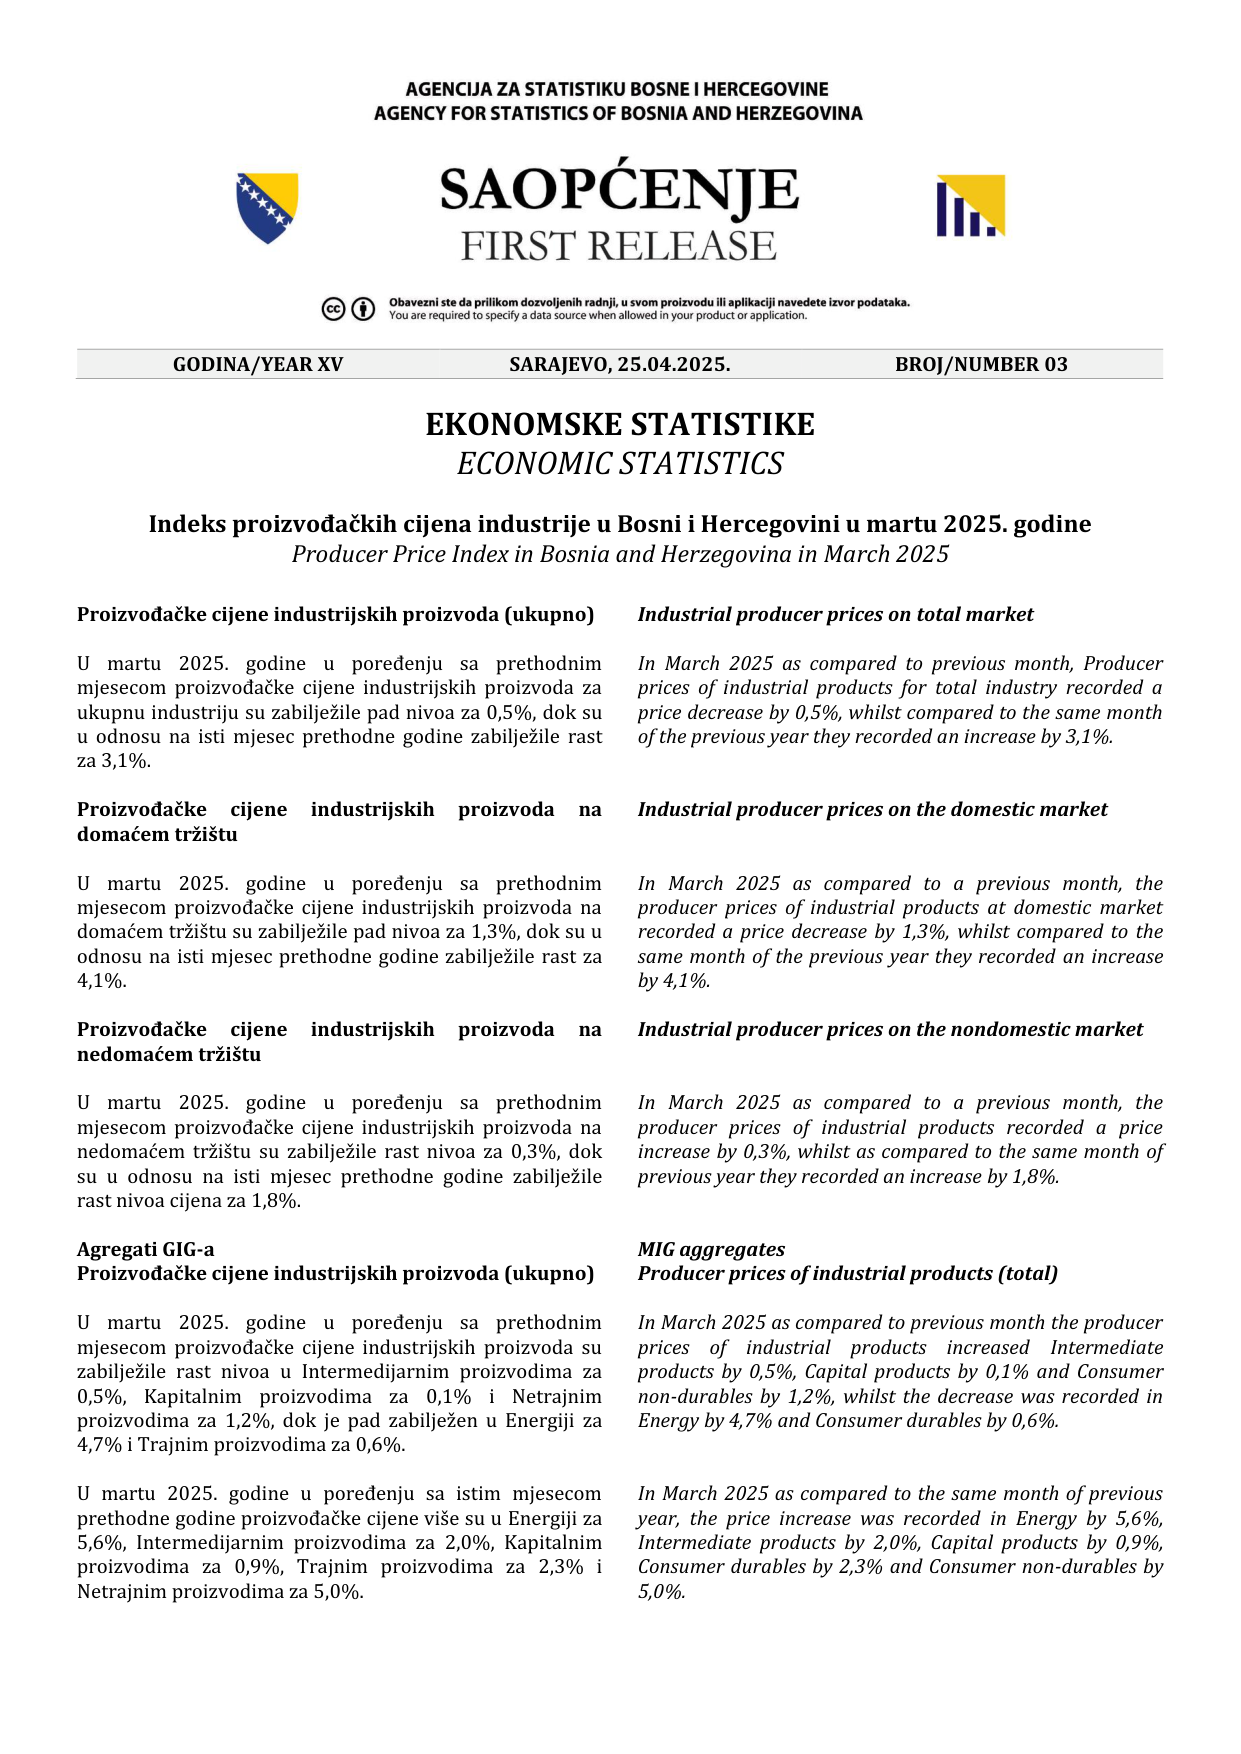 AGENCIJA ZA STATISTIKU BOSNE I HERCEGOVINE
AGENCY FOR STATISTICS OF BOSNIA AND HERZEGOVINA
SAOPĆENJE
FIRST RELEASE
cc
Obavezni ste da prilikom dozvoljenih radnji, u svom proizvodu ili aplikaciji navedete izvor podataka.
You are required to specify a data source when allowed in your product or application.
GODINA/YEAR XV SARAJEVO, 25.04.2025. BROJ/NUMBER 03
EKONOMSKE STATISTIKE
ECONOMIC STATISTICS
Indeks proizvođačkih cijena industrije u Bosni i Hercegovini u martu 2025. godine
Producer Price Index in Bosnia and Herzegovina in March 2025
Proizvođačke cijene industrijskih proizvoda (ukupno)
U martu 2025. godine u poređenju sa prethodnim
mjesecom proizvođačke cijene industrijskih proizvoda za
ukupnu industriju su zabilježile pad nivoa za 0,5%, dok su
u odnosu na isti mjesec prethodne godine zabilježile rast
za 3,1%.
Industrial producer prices on total market
In March 2025 as compared to previous month, Producer
prices of industrial products for total industry recorded a
price decrease by 0,5%, whilst compared to the same month
of the previous year they recorded an increase by 3,1%.
Proizvođačke cijene industrijskih proizvoda na
domaćem tržištu
U martu 2025. godine u poređenju sa prethodnim
mjesecom proizvođačke cijene industrijskih proizvoda na
domaćem tržištu su zabilježile pad nivoa za 1,3%, dok su u
odnosu na isti mjesec prethodne godine zabilježile rast za
4,1%.
Industrial producer prices on the domestic market
In March 2025 as compared to a previous month, the
producer prices of industrial products at domestic market
recorded a price decrease by 1,3%, whilst compared to the
same month of the previous year they recorded an increase
by 4,1%.
Proizvođačke cijene industrijskih proizvoda na
nedomaćem tržištu
U martu 2025. godine u poređenju sa prethodnim
mjesecom proizvođačke cijene industrijskih proizvoda na
nedomaćem tržištu su zabilježile rast nivoa za 0,3%, dok
su u odnosu na isti mjesec prethodne godine zabilježile
rast nivoa cijena za 1,8%.
Industrial producer prices on the nondomestic market
In March 2025 as compared to a previous month, the
producer prices of industrial products recorded a price
increase by 0,3%, whilst as compared to the same month of
previous year they recorded an increase by 1,8%.
Agregati GIG-a
Proizvođačke cijene industrijskih proizvoda (ukupno)
U martu 2025. godine u poređenju sa prethodnim
mjesecom proizvođačke cijene industrijskih proizvoda su
zabilježile rast nivoa u Intermedijarnim proizvodima za
0,5%, Kapitalnim proizvodima za 0,1% i Netrajnim
proizvodima za 1,2%, dok je pad zabilježen u Energiji za
4,7% i Trajnim proizvodima za 0,6%.
U martu 2025. godine u poređenju sa istim mjesecom
prethodne godine proizvođačke cijene više su u Energiji za
5,6%, Intermedijarnim proizvodima za 2,0%, Kapitalnim
proizvodima za 0,9%, Trajnim proizvodima za 2,3% i
Netrajnim proizvodima za 5,0%.
MIG aggregates
Producer prices of industrial products (total)
In March 2025 as compared to previous month the producer
prices of industrial products increased Intermediate
products by 0,5%, Capital products by 0,1% and Consumer
non-durables by 1,2%, whilst the decrease was recorded in
Energy by 4,7% and Consumer durables by 0,6%.
In March 2025 as compared to the same month of previous
year, the price increase was recorded in Energy by 5,6%,
Intermediate products by 2,0%, Capital products by 0,9%,
Consumer durables by 2,3% and Consumer non-durables by
5,0%.